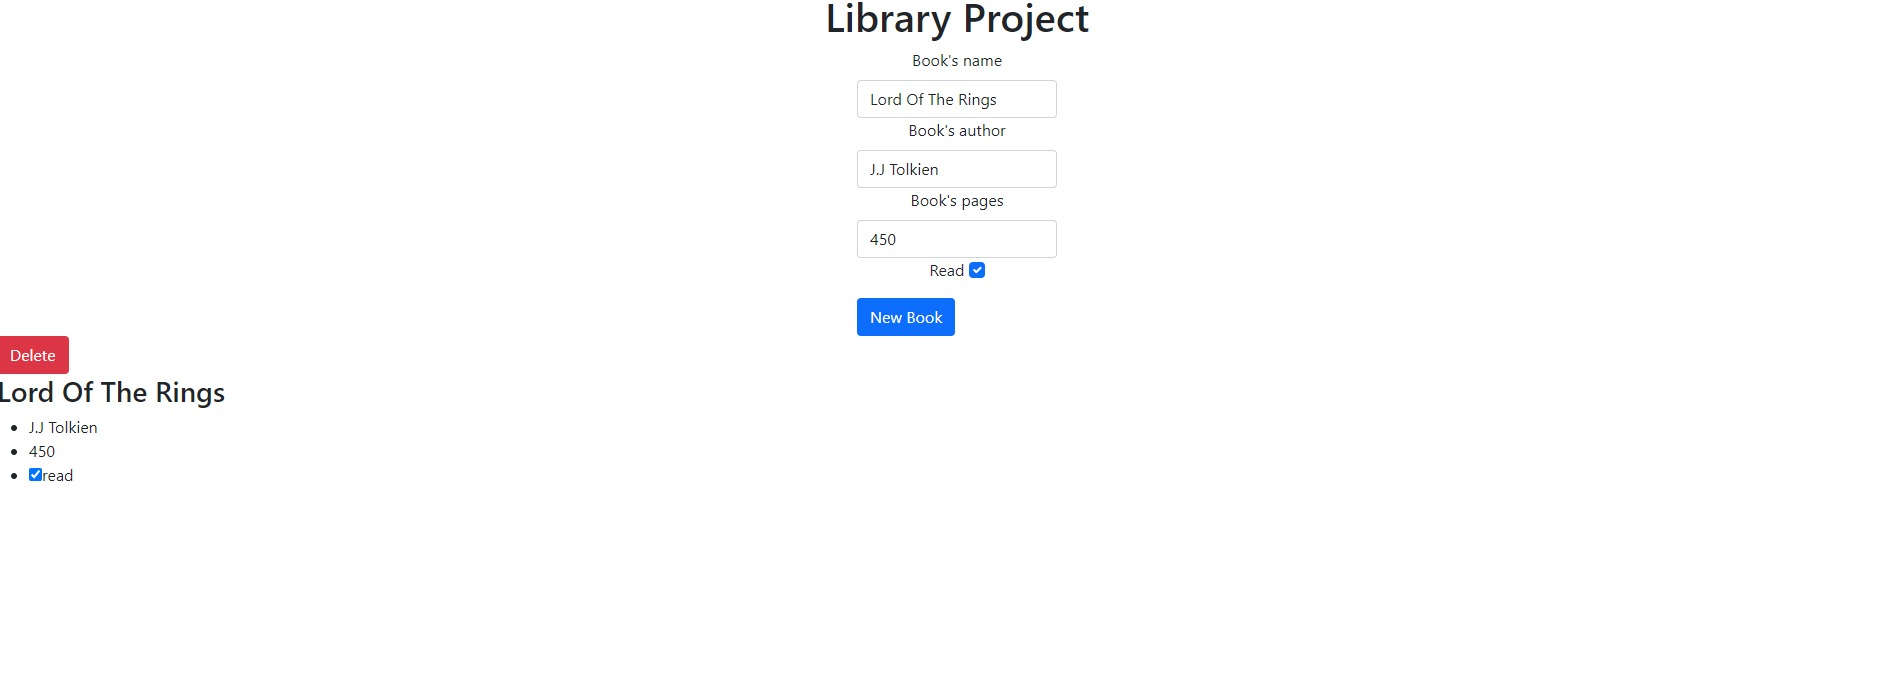 Library Project
Book's name
Lord Of The Rings
Book's author
J.J Tolkien
Book's pages
450
Read
New Book
Delete
Lord Of The Rings
J.J Tolkien
450
read